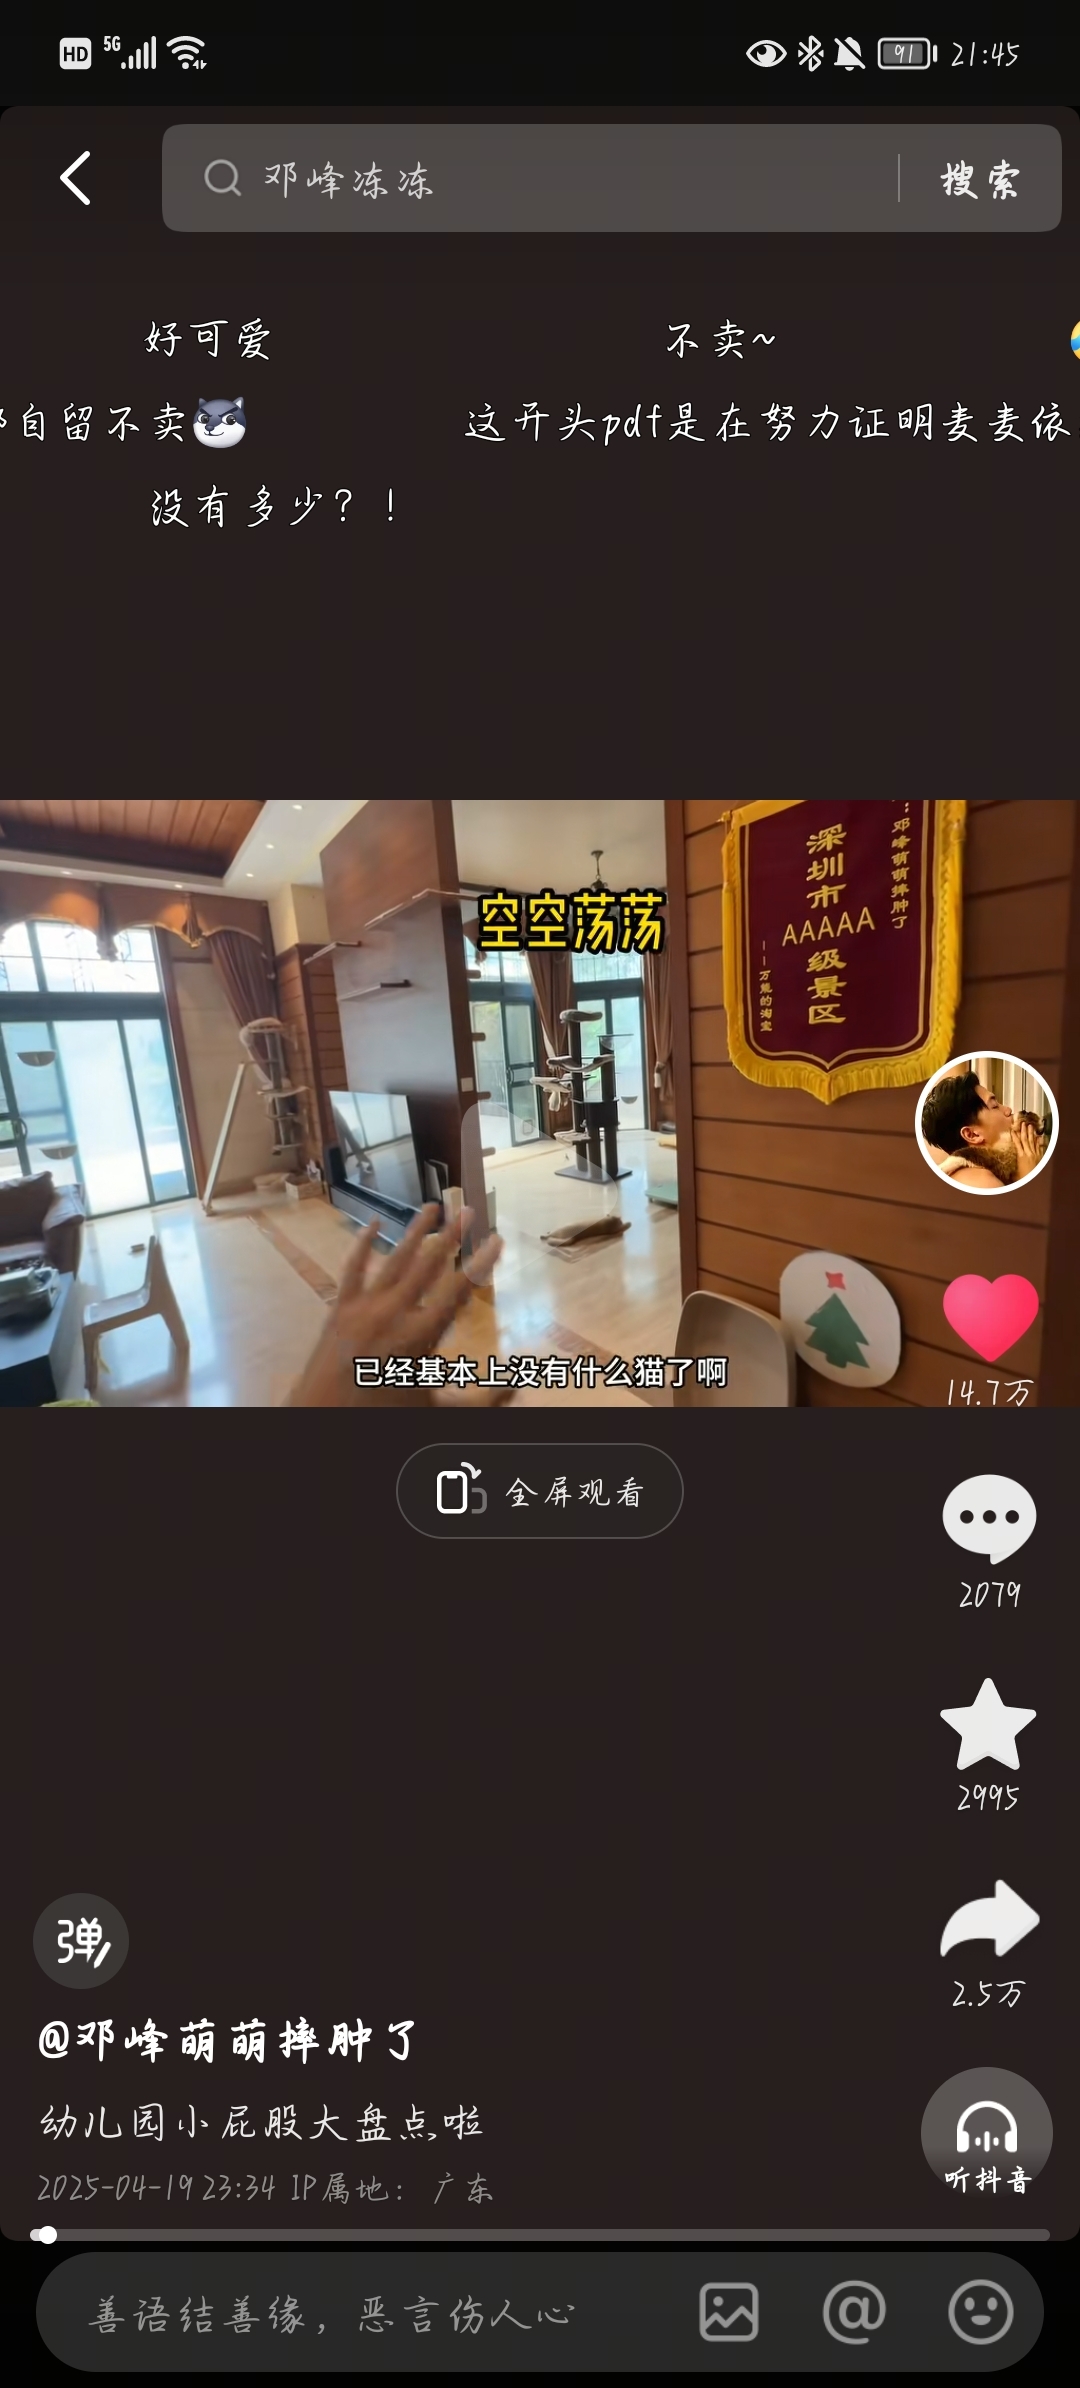 HD 5G 91 21:45
邓峰冻冻
搜索
好可爱 不卖~
自留不卖 这开头pdf是在努力证明麦麦依
没有多少？！
空空荡荡
：邓峰萌萌摔肿了
深圳市
AAAAA
级景区
——万能的淘宝
已经基本上没有什么猫了啊
14.7万
全屏观看
2079
2995
2.5万
弹
@邓峰萌萌摔肿了
幼儿园小屁股大盘点啦
2025-04-19 23:34 IP属地： 广东
听抖音
善语结善缘，恶言伤人心